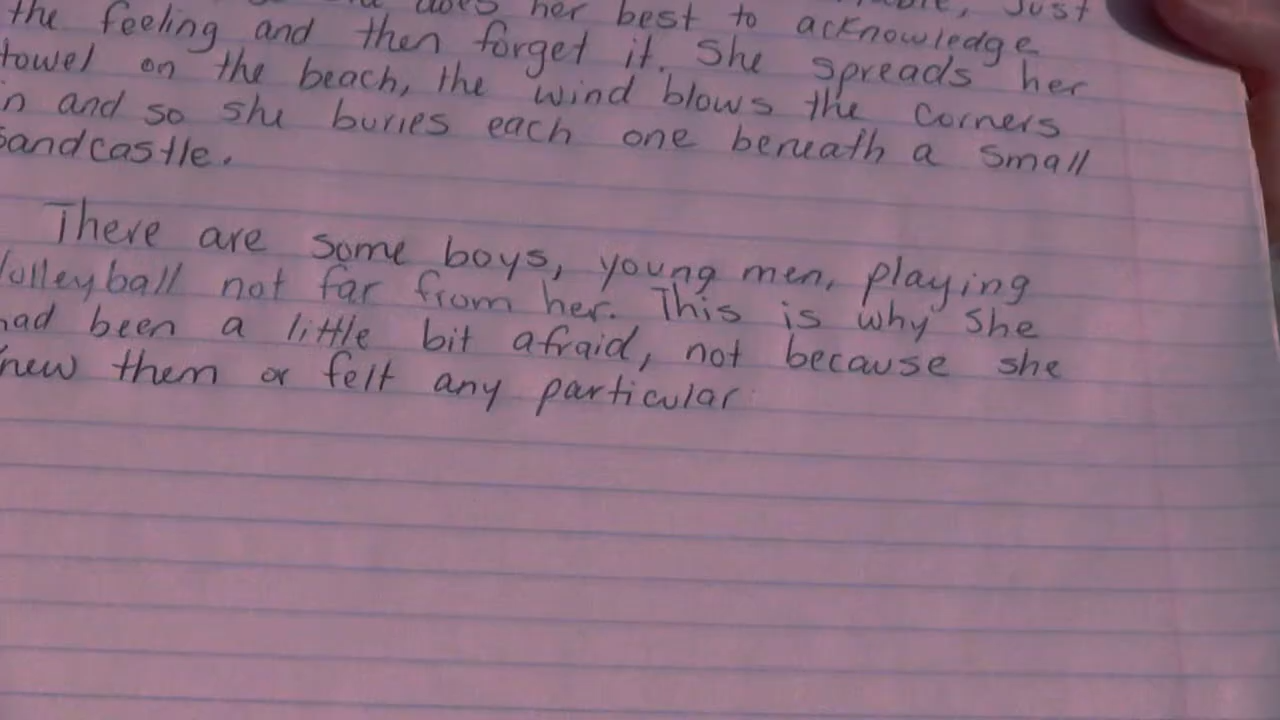 her best to
just
the feeling and then forget it. She spreads her
acknowledge
towel on the beach, the wind blows the corners
in and so she buries each one beneath a small
sandcastle.
There are some boys, young men, playing
Volleyball not far from her. This is why she
had been a little bit afraid, not because she
knew them or felt any particular